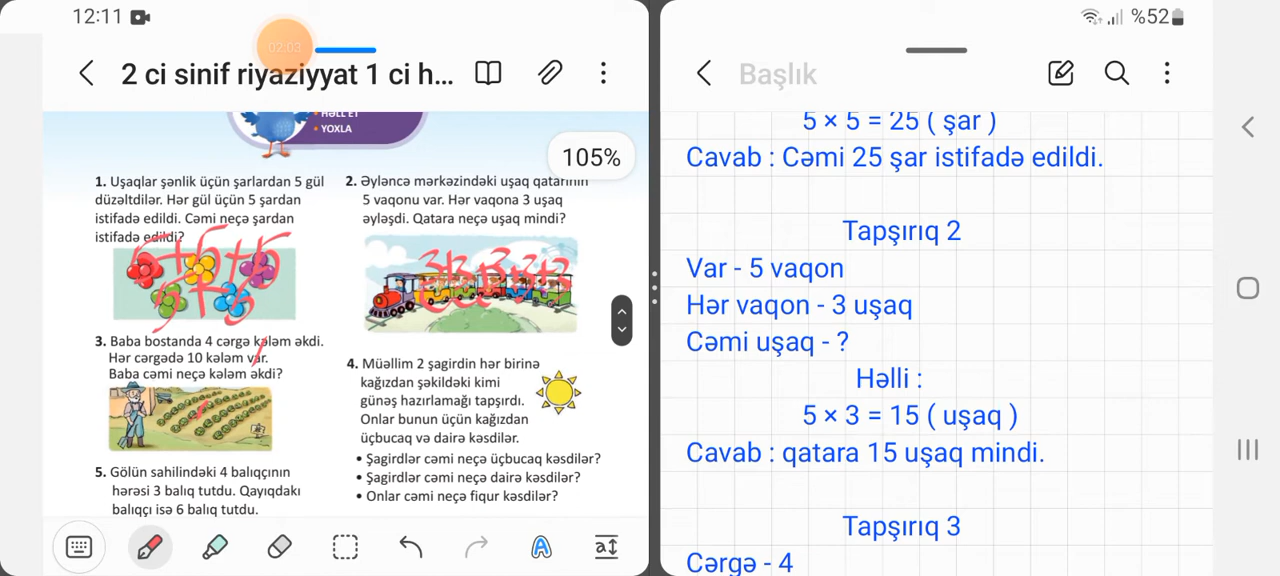 12:11
%52
02:03
2 ci sinif riyaziyyat 1 ci h...
HƏLL ET
YOXLA
105%
1. Uşaqlar şənlik üçün şarlardan 5 gül
düzəltdilər. Hər gül üçün 5 şardan
istifadə edildi. Cəmi neçə şardan
istifadə edildi?
5+5+5
5+5
2. Əyləncə mərkəzindəki uşaq qatarının
5 vaqonu var. Hər vaqona 3 uşaq
əyləşdi. Qatara neçə uşaq mindi?
3. Baba bostanda 4 cərgə kələm əkdi.
Hər cərgədə 10 kələm var.
Baba cəmi neçə kələm əkdi?
4. Müəllim 2 şagirdin hər birinə
kağızdan şəkildəki kimi
günəş hazırlamağı tapşırdı.
Onlar bunun üçün kağızdan
üçbucaq və dairə kəsdilər.
• Şagirdlər cəmi neçə üçbucaq kəsdilər?
• Şagirdlər cəmi neçə dairə kəsdilər?
• Onlar cəmi neçə fiqur kəsdilər?
5. Gölün sahilindəki 4 balıqçının
hərəsi 3 balıq tutdu. Qayıqdakı
balıqçı isə 6 balıq tutdu.
Başlık
5 × 5 = 25 ( şar )
Cavab : Cəmi 25 şar istifadə edildi.
Tapşırıq 2
Var - 5 vaqon
Hər vaqon - 3 uşaq
Cəmi uşaq - ?
Həlli :
5 × 3 = 15 ( uşaq )
Cavab : qatara 15 uşaq mindi.
Tapşırıq 3
Cərgə - 4